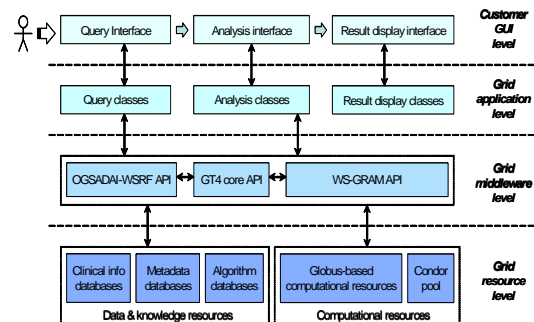 Query Interface
Analysis interface
Result display interface
Customer
GUI
level
Query classes
Analysis classes
Result display classes
Grid
application
level
OGSADAI-WSRF API
GT4 core API
WS-GRAM API
Grid
middleware
level
Clinical info
databases
Metadata
databases
Algorithm
databases
Globus-based
computational resources
Condor
pool
Grid
resource
level
Data & knowledge resources
Computational resources